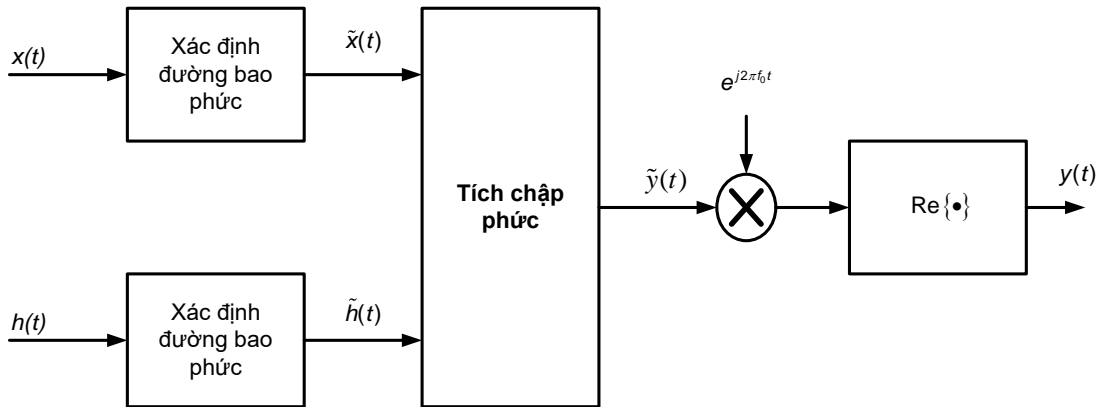 x(t)
Xác định
đường bao
phức
x̃(t)
h(t)
Xác định
đường bao
phức
h̃(t)
Tích chập
phức
ỹ(t)
e^{j2πf₀t}
Re{•}
y(t)